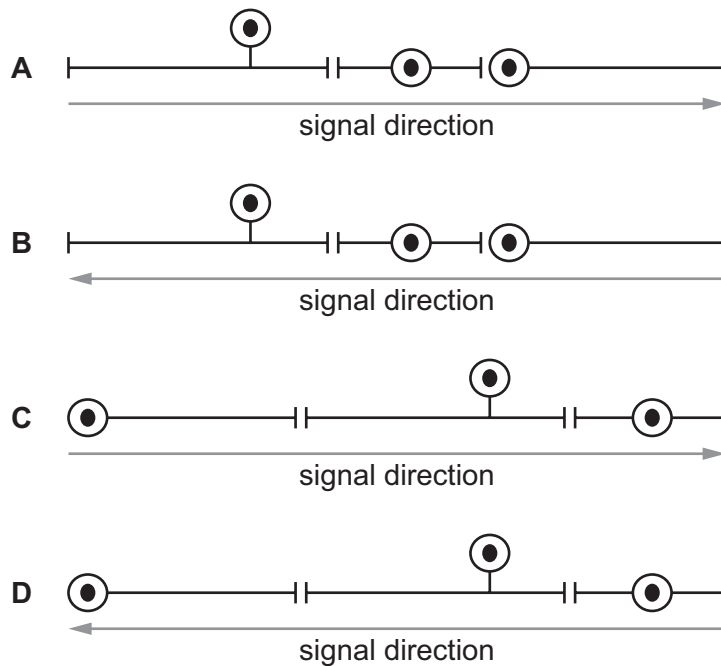 A
signal direction
B
signal direction
C
signal direction
D
signal direction